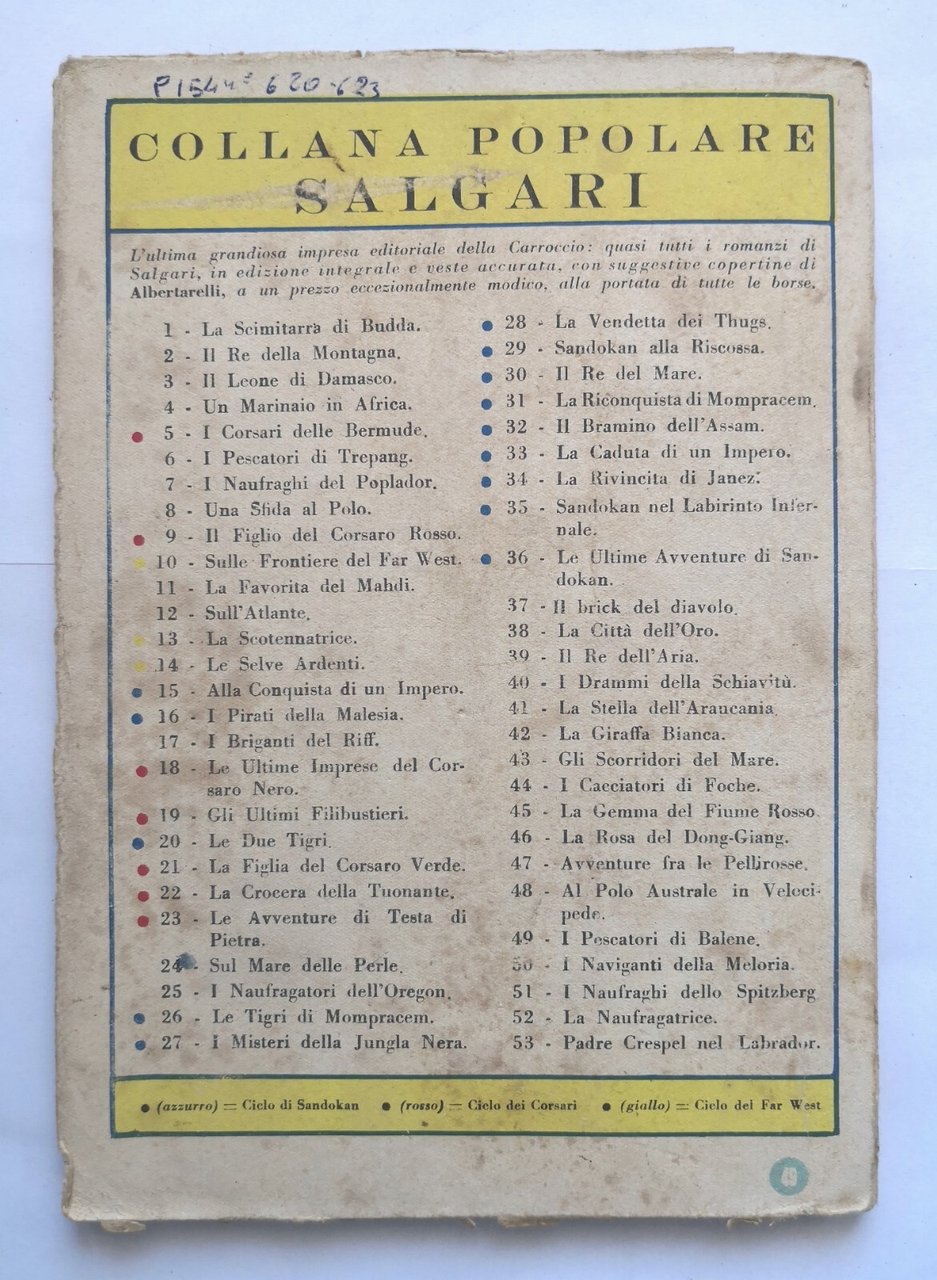 P154 nº 620-623
COLLANA POPOLARE
SALGARI
L'ultima grandiosa impresa editoriale della Carroccio: quasi tutti i romanzi di
Salgari, in edizione integrale e veste accurata, con suggestive copertine di
Albertarelli, a un prezzo eccezionalmente modico, alla portata di tutte le borse.
1 - La Scimitarra di Budda.
2 - Il Re della Montagna.
3 - Il Leone di Damasco.
4 - Un Marinaio in Africa.
5 - I Corsari delle Bermude.
6 - I Pescatori di Trepang.
7 - I Naufraghi del Poplador.
8 - Una Sfida al Polo.
9 - Il Figlio del Corsaro Rosso.
10 - Sulle Frontiere del Far West.
11 - La Favorita del Mahdi.
12 - Sull'Atlante.
13 - La Scotennatrice.
14 - Le Selve Ardenti.
15 - Alla Conquista di un Impero.
16 - I Pirati della Malesia.
17 - I Briganti del Riff.
18 - Le Ultime Imprese del Cor-
saro Nero.
19 - Gli Ultimi Filibustieri.
20 - Le Due Tigri.
21 - La Figlia del Corsaro Verde.
22 - La Crocera della Tuonante.
23 - Le Avventure di Testa di
Pietra.
24 - Sul Mare delle Perle.
25 - I Naufragatori dell'Oregon.
26 - Le Tigri di Mompracem.
27 - I Misteri della Jungla Nera.
28 - La Vendetta dei Thugs.
29 - Sandokan alla Riscossa.
30 - Il Re del Mare.
31 - La Riconquista di Mompracem.
32 - Il Bramino dell'Assam.
33 - La Caduta di un Impero.
34 - La Rivincita di Janez.
35 - Sandokan nel Labirinto Infer-
nale.
36 - Le Ultime Avventure di San-
dokan.
37 - Il brick del diavolo.
38 - La Città dell'Oro.
39 - Il Re dell'Aria.
40 - I Drammi della Schiavitù.
41 - La Stella dell'Araucania
42 - La Giraffa Bianca.
43 - Gli Scorridori del Mare.
44 - I Cacciatori di Foche.
45 - La Gemma del Fiume Rosso
46 - La Rosa del Dong-Giang.
47 - Avventure fra le Pellirosse.
48 - Al Polo Australe in Veloci-
pede.
49 - I Pescatori di Balene.
50 - I Naviganti della Meloria.
51 - I Naufraghi dello Spitzberg
52 - La Naufragatrice.
53 - Padre Crespel nel Labrador.
● (azzurro) = Ciclo di Sandokan ● (rosso) = Ciclo dei Corsari ● (giallo) = Ciclo del Far West